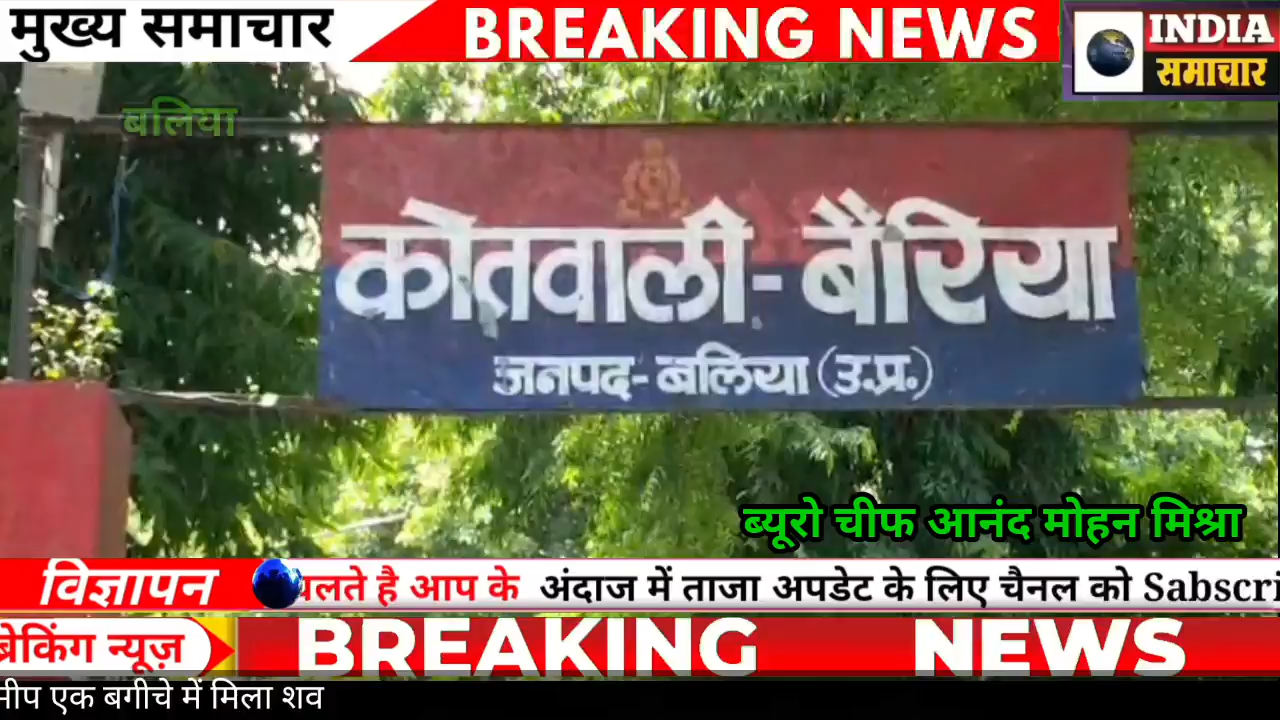 मुख्य समाचार
BREAKING NEWS
INDIA
समाचार
बलिया
कोतवाली - बैरिया
जनपद - बलिया (उ.प्र.)
ब्यूरो चीफ आनंद मोहन मिश्रा
विज्ञापन
है आप के अंदाज में ताजा अपडेट के लिए चैनल को Sabscri
ब्रेकिंग न्यूज़
BREAKING NEWS
एक बगीचे में मिला शव